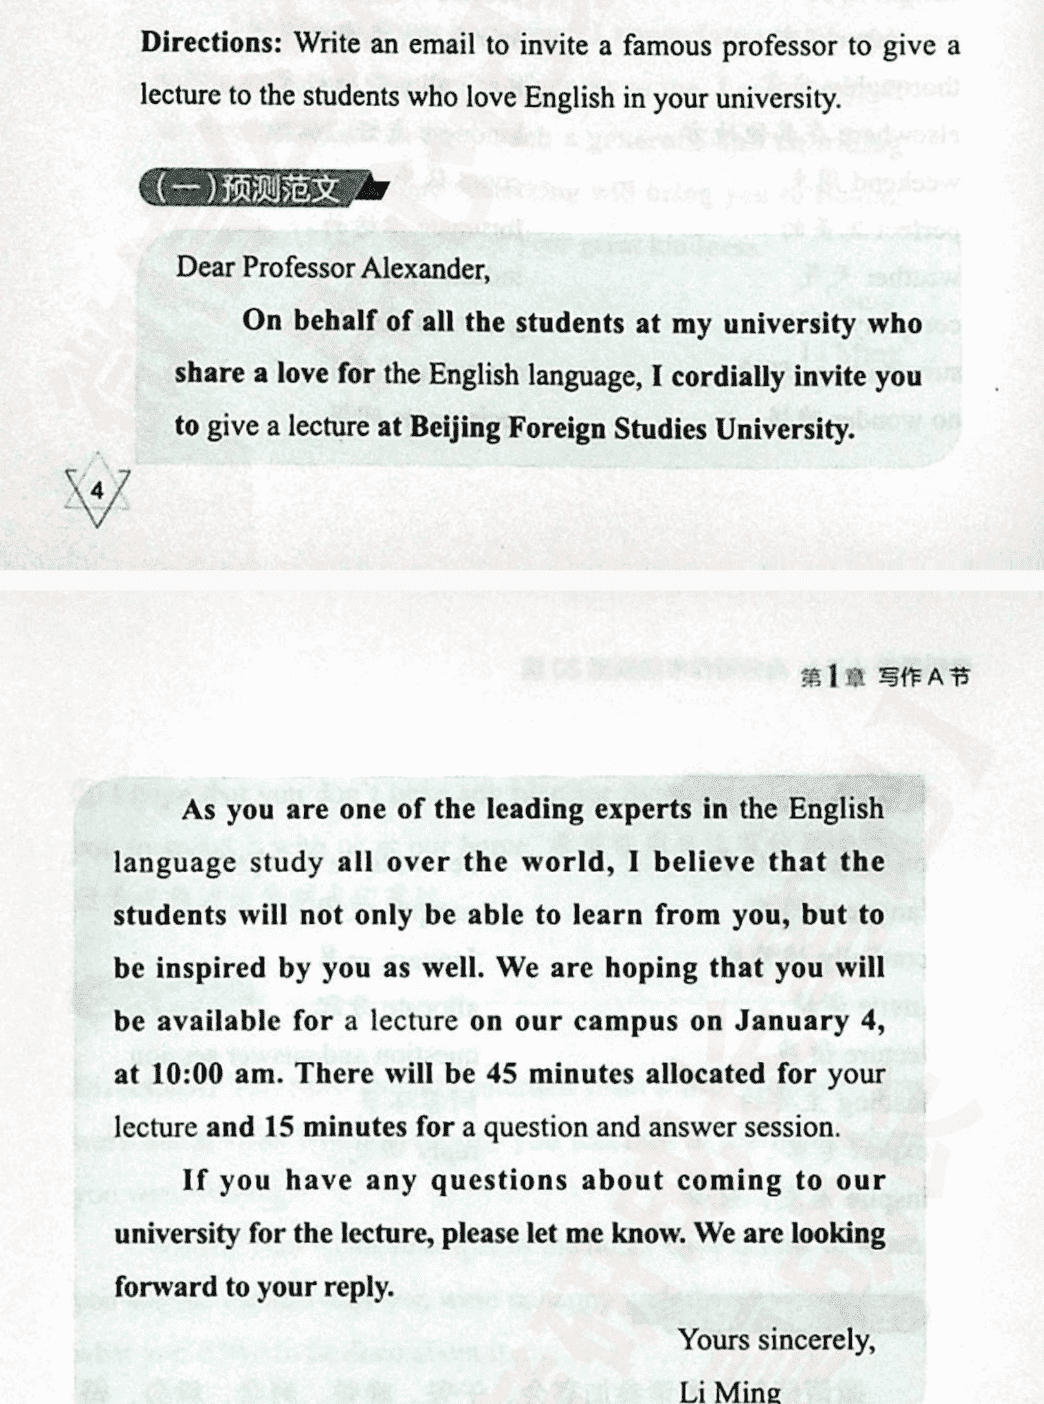 Directions: Write an email to invite a famous professor to give a
lecture to the students who love English in your university.
(一)预测范文
Dear Professor Alexander,
On behalf of all the students at my university who
share a love for the English language, I cordially invite you
to give a lecture at Beijing Foreign Studies University.
4
第1章 写作A节
As you are one of the leading experts in the English
language study all over the world, I believe that the
students will not only be able to learn from you, but to
be inspired by you as well. We are hoping that you will
be available for a lecture on our campus on January 4,
at 10:00 am. There will be 45 minutes allocated for your
lecture and 15 minutes for a question and answer session.
If you have any questions about coming to our
university for the lecture, please let me know. We are looking
forward to your reply.
Yours sincerely,
Li Ming